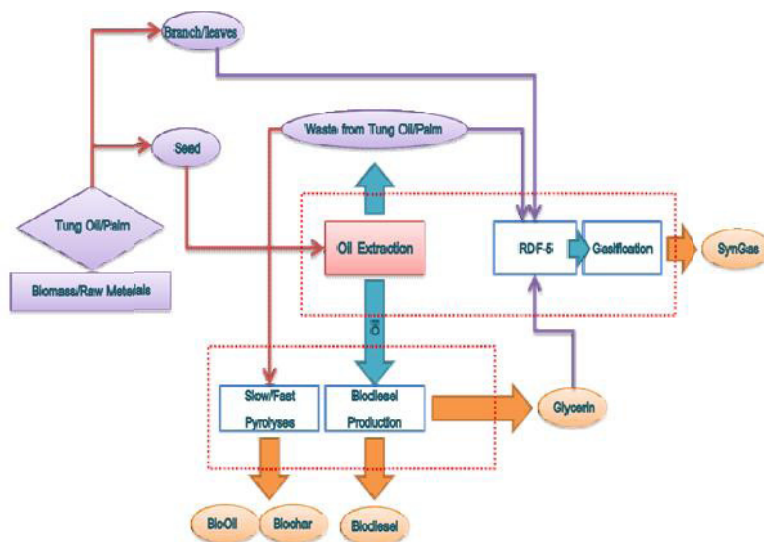 Branch/leaves
Waste from Tung Oil/Palm
Seed
Tung Oil/Palm
Oil Extraction
RDF-5
Gasification
SynGas
Biomass/Raw Meterials
Oil
Slow/Fast
Pyrolyses
Biodiesel
Production
Glycerin
BioOil
Biochar
Biodiesel